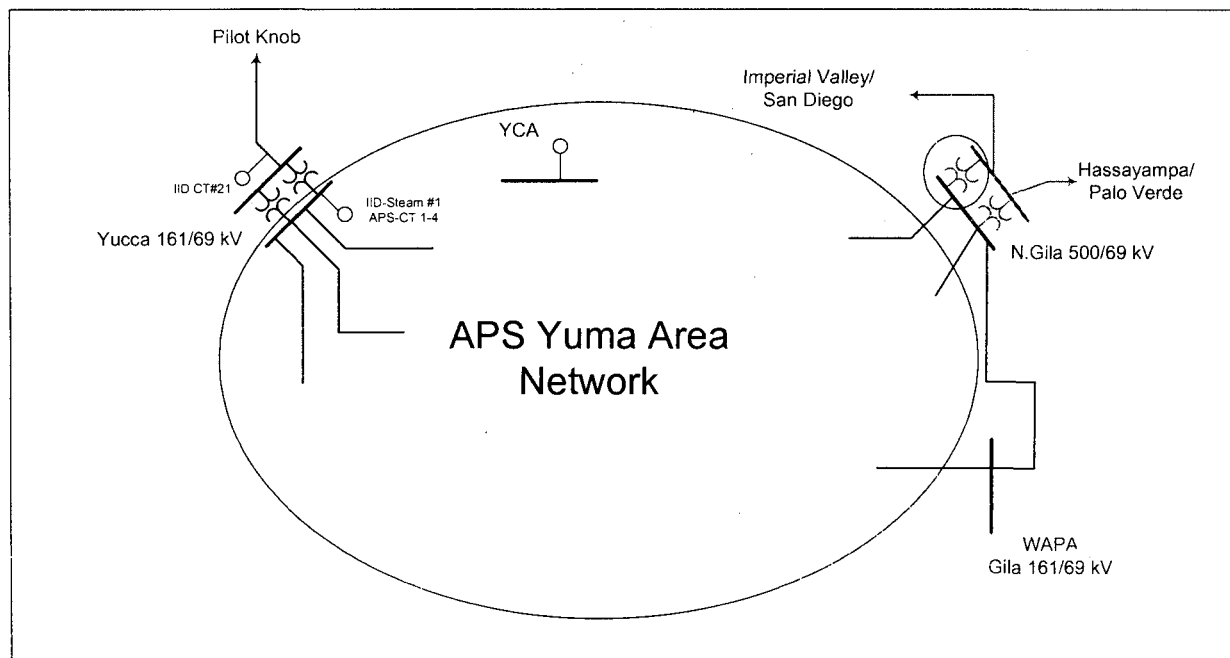 Pilot Knob
Imperial Valley/
San Diego
YCA
Hassayampa/
Palo Verde
IID CT#21
IID-Steam #1
APS-CT 1-4
Yucca 161/69 kV
N.Gila 500/69 kV
APS Yuma Area
Network
WAPA
Gila 161/69 kV